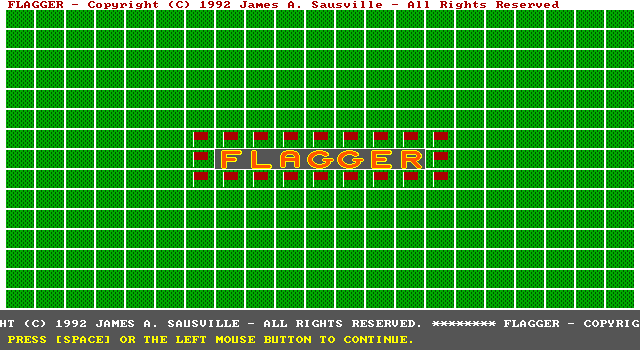 FLAGGER - Copyright (C) 1992 James A. Sausville - All Rights Reserved
FLAGGER
HT (C) 1992 JAMES A. SAUSVILLE - ALL RIGHTS RESERVED. ******** FLAGGER - COPYRIG
PRESS [SPACE] OR THE LEFT MOUSE BUTTON TO CONTINUE.